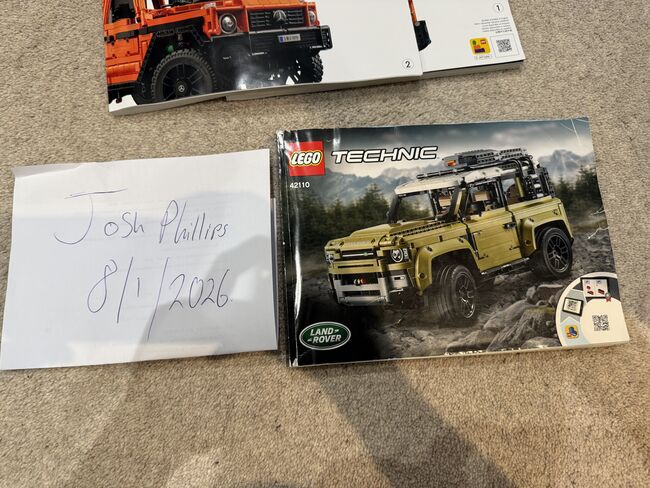 1
2
Josh Phillips
8/1/2026.
LEGO TECHNIC
42110
LAND-
ROVER